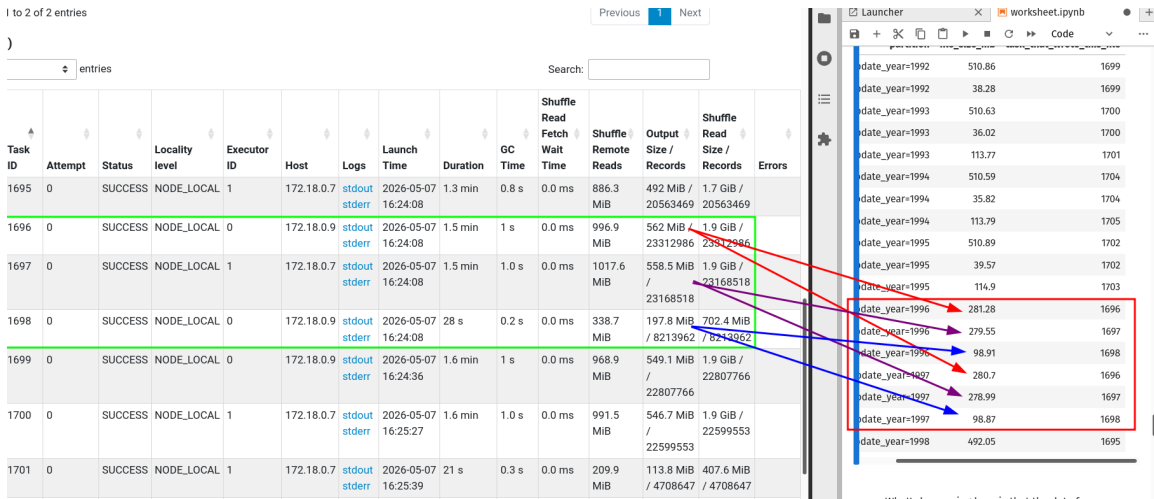 1 to 2 of 2 entries
Previous 1 Next
)
entries
Search:
Task ID Attempt Status Locality level Executor ID Host Logs Launch Time Duration GC Time Shuffle Read Fetch Wait Time Shuffle Remote Reads Output Size / Records Shuffle Read Size / Records Errors
1695 0 SUCCESS NODE_LOCAL 1 172.18.0.7 stdout 2026-05-07 1.3 min 0.8 s 0.0 ms 886.3 492 MiB / 1.7 GiB /
stderr 16:24:08 MiB 20563469 20563469
1696 0 SUCCESS NODE_LOCAL 0 172.18.0.9 stdout 2026-05-07 1.5 min 1 s 0.0 ms 996.9 562 MiB / 1.9 GiB /
stderr 16:24:08 MiB 23312986 23312986
1697 0 SUCCESS NODE_LOCAL 1 172.18.0.7 stdout 2026-05-07 1.5 min 1.0 s 0.0 ms 1017.6 558.5 MiB 1.9 GiB /
stderr 16:24:08 MiB / 23168518
23168518
1698 0 SUCCESS NODE_LOCAL 0 172.18.0.9 stdout 2026-05-07 28 s 0.2 s 0.0 ms 338.7 197.8 MiB 702.4 MiB
stderr 16:24:08 MiB / 8213962 / 8213962
1699 0 SUCCESS NODE_LOCAL 0 172.18.0.9 stdout 2026-05-07 1.6 min 1 s 0.0 ms 968.9 549.1 MiB 1.9 GiB /
stderr 16:24:36 MiB / 22807766
22807766
1700 0 SUCCESS NODE_LOCAL 1 172.18.0.7 stdout 2026-05-07 1.6 min 1.0 s 0.0 ms 991.5 546.7 MiB 1.9 GiB /
stderr 16:25:27 MiB / 22599553
22599553
1701 0 SUCCESS NODE_LOCAL 1 172.18.0.7 stdout 2026-05-07 21 s 0.3 s 0.0 ms 209.9 113.8 MiB 407.6 MiB
stderr 16:25:39 MiB / 4708647 / 4708647
Launcher worksheet.ipynb
Code
pdate_year=1992 510.86 1699
pdate_year=1992 38.28 1699
pdate_year=1993 510.63 1700
pdate_year=1993 36.02 1700
pdate_year=1993 113.77 1701
pdate_year=1994 510.59 1704
pdate_year=1994 35.82 1704
pdate_year=1994 113.79 1705
pdate_year=1995 510.89 1702
pdate_year=1995 39.57 1702
pdate_year=1995 114.9 1703
pdate_year=1996 281.28 1696
pdate_year=1996 279.55 1697
pdate_year=1996 98.91 1698
pdate_year=1997 280.7 1696
pdate_year=1997 278.99 1697
pdate_year=1997 98.87 1698
pdate_year=1998 492.05 1695